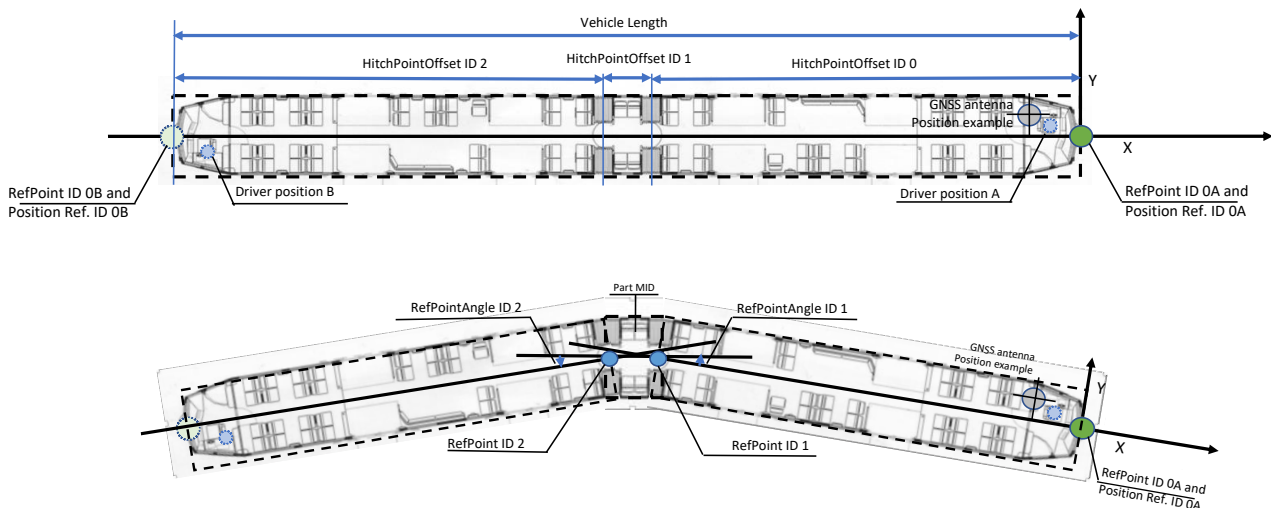 Vehicle Length
HitchPointOffset ID 2
HitchPointOffset ID 1
HitchPointOffset ID 0
Y
GNSS antenna
Position example
X
RefPoint ID 0B and
Position Ref. ID 0B
Driver position B
Driver position A
RefPoint ID 0A and
Position Ref. ID 0A
Part MID
RefPointAngle ID 2
RefPointAngle ID 1
GNSS antenna
Position example
Y
RefPoint ID 2
RefPoint ID 1
X
RefPoint ID 0A and
Position Ref. ID 0A